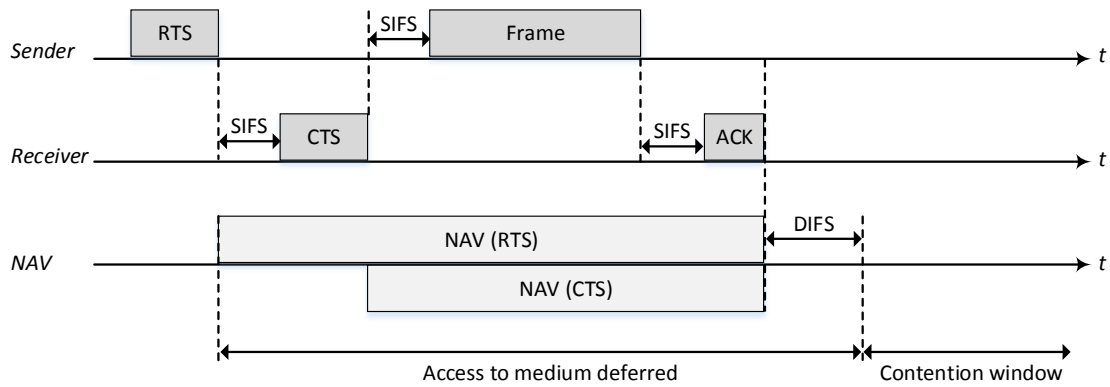 RTS
SIFS
Frame
Sender
t
SIFS
CTS
SIFS
ACK
Receiver
t
NAV (RTS)
DIFS
NAV
t
NAV (CTS)
Access to medium deferred
Contention window